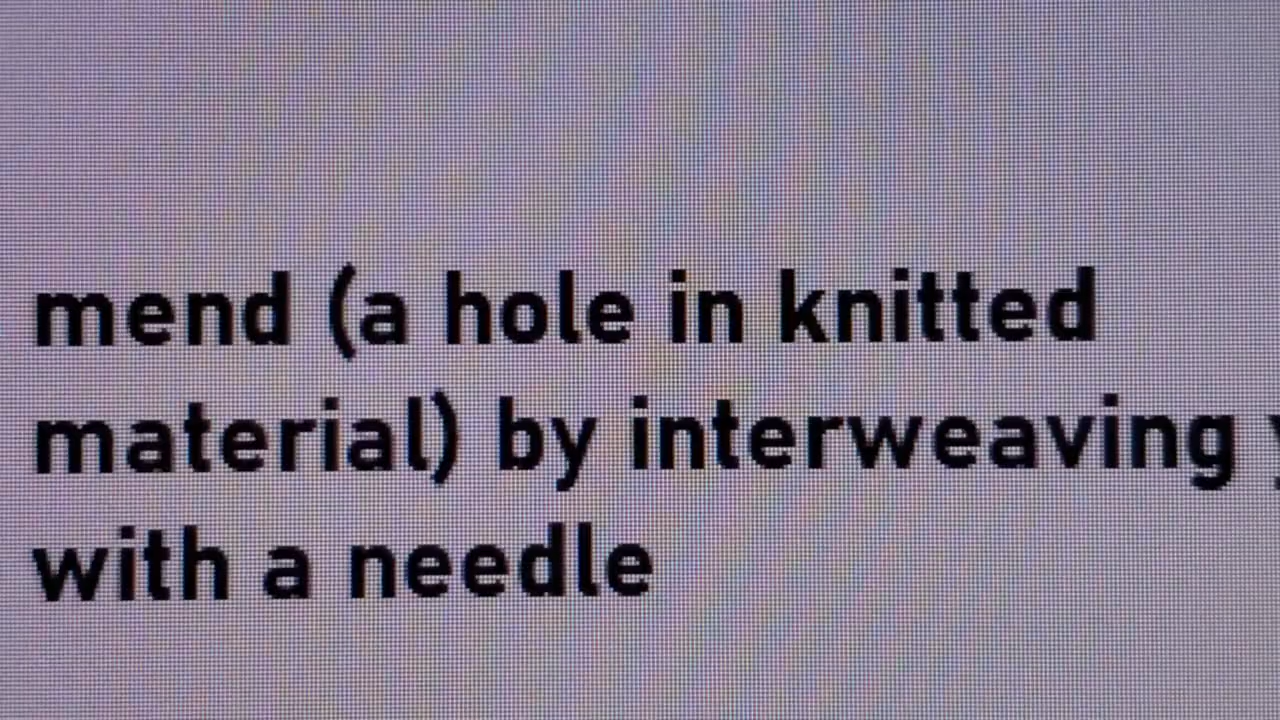 mend (a hole in knitted
material) by interweaving
with a needle